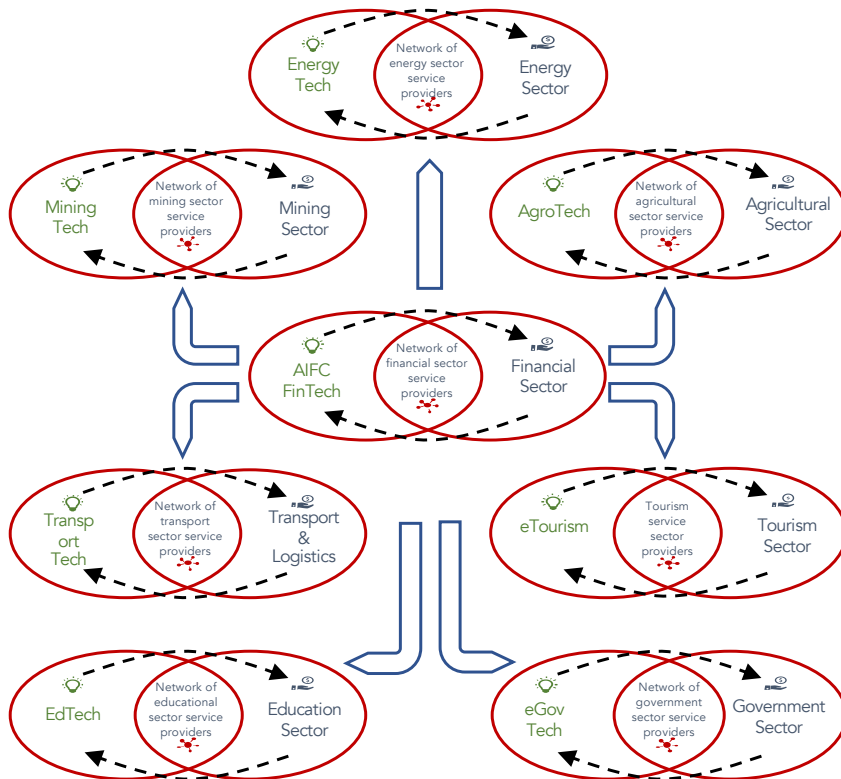 Energy
Tech
Network of
energy sector
service
providers
Energy
Sector
Mining
Tech
Network of
mining sector
service
providers
Mining
Sector
AgroTech
Network of
agricultural
sector service
providers
Agricultural
Sector
AIFC
FinTech
Network of
financial sector
service
providers
Financial
Sector
Transp
ort
Tech
Network of
transport
sector service
providers
Transport
&
Logistics
eTourism
Tourism
service
sector
providers
Tourism
Sector
EdTech
Network of
educational
sector service
providers
Education
Sector
eGov
Tech
Network of
government
sector service
providers
Government
Sector